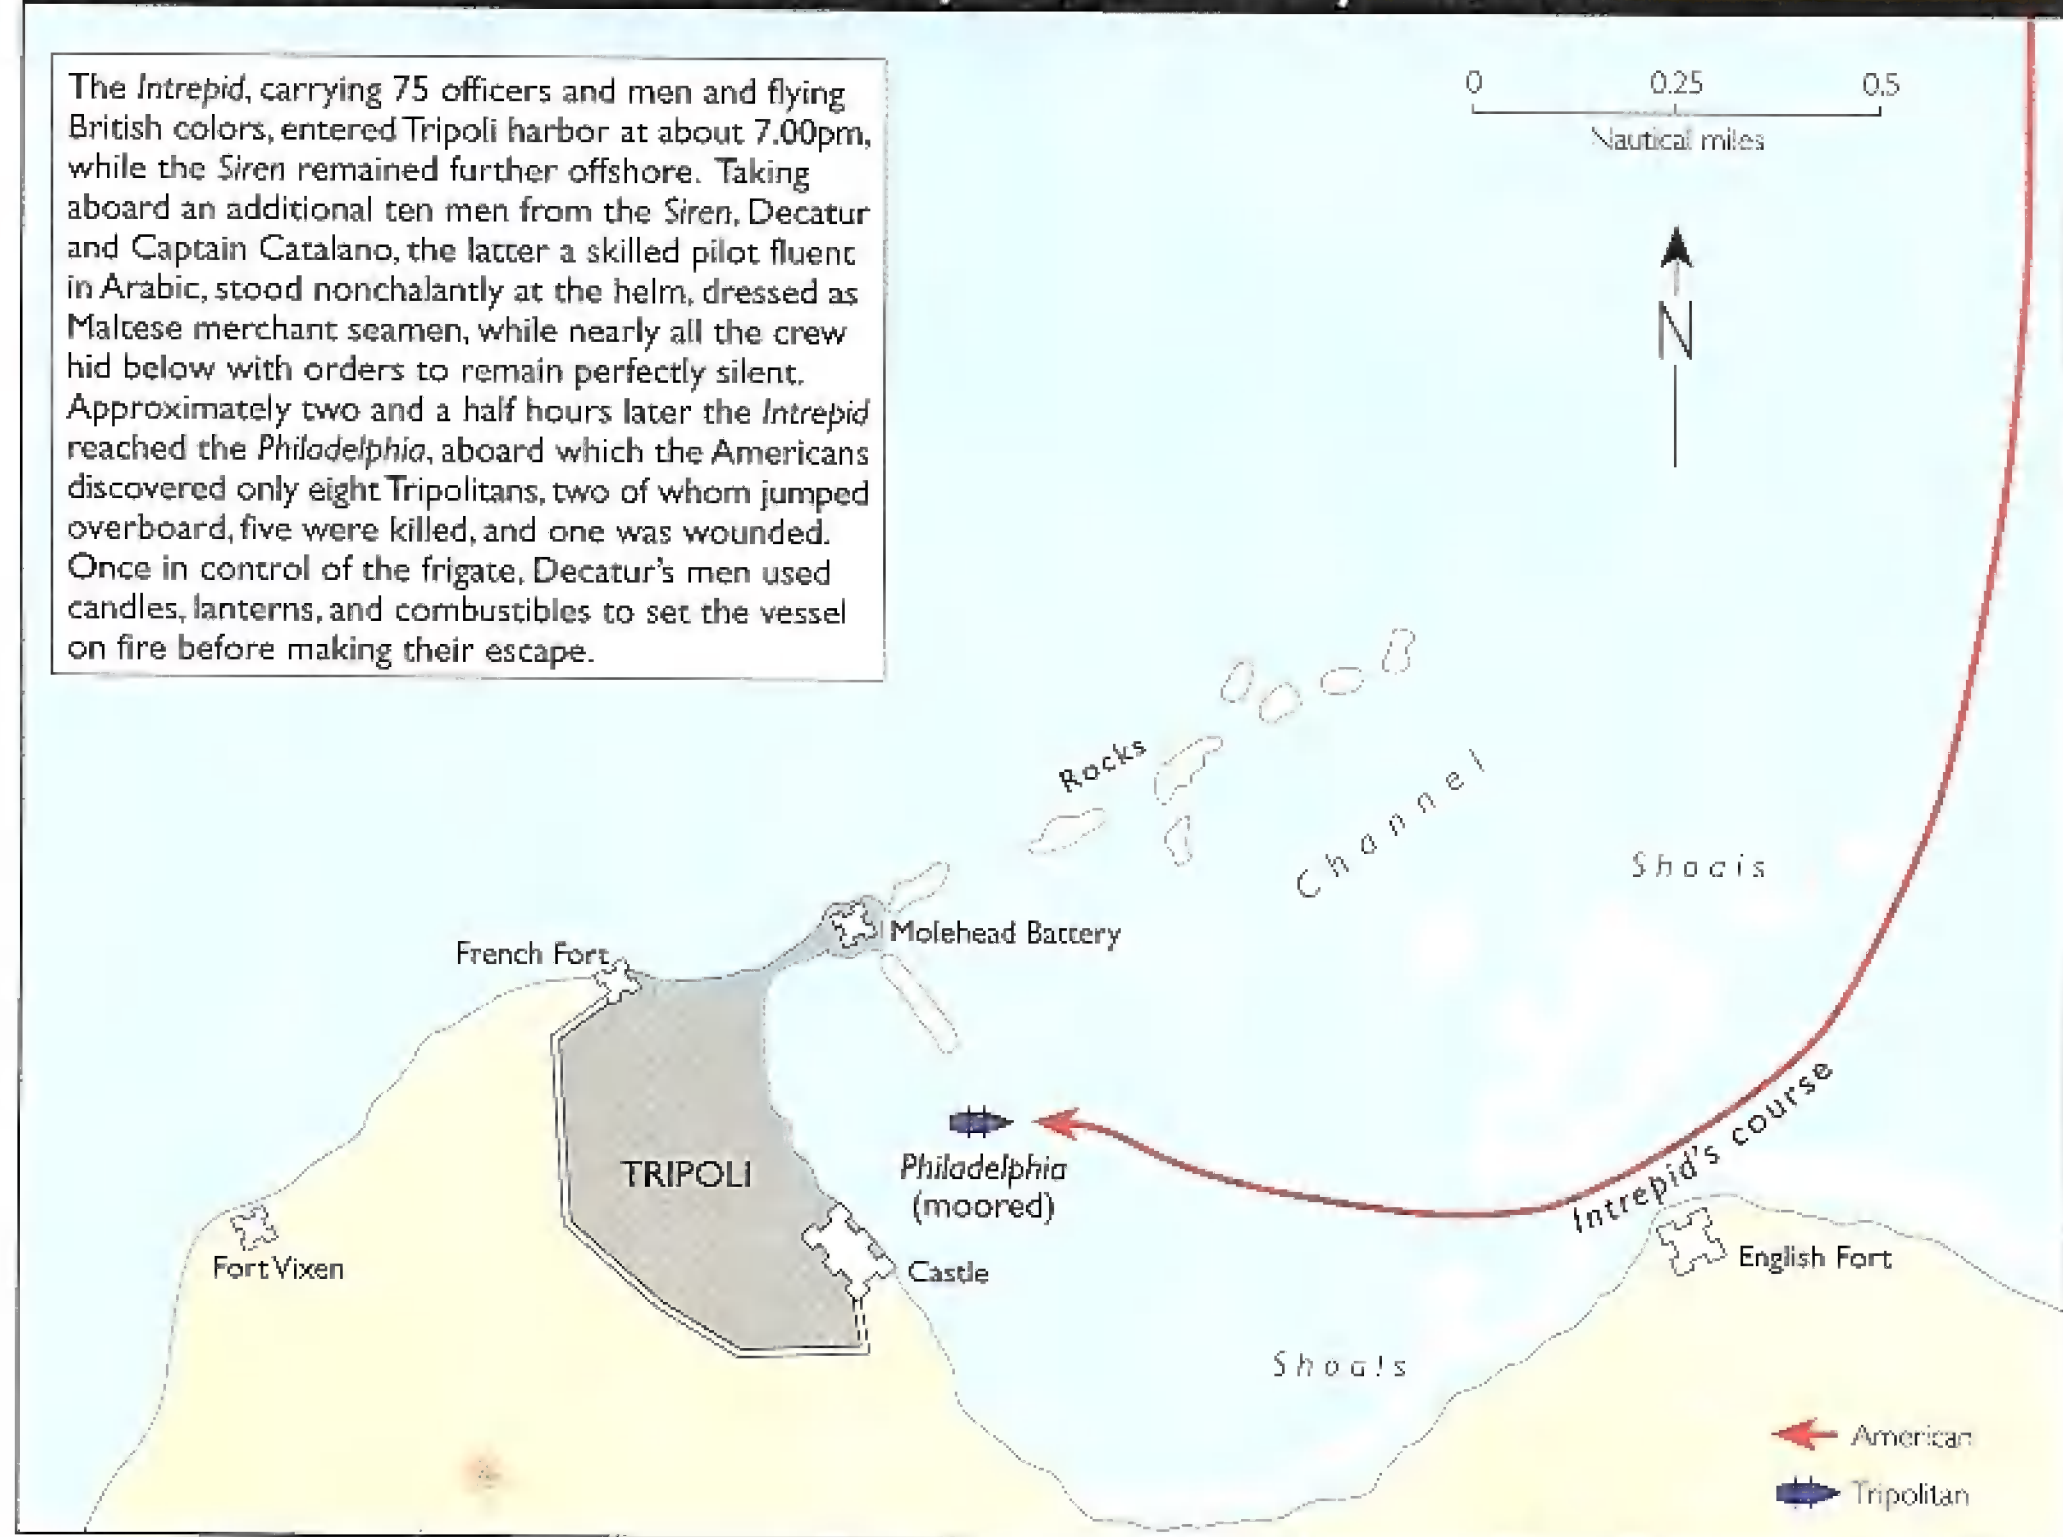 The Intrepid, carrying 75 officers and men and flying
British colors, entered Tripoli harbor at about 7.00pm,
while the Siren remained further offshore. Taking
aboard an additional ten men from the Siren, Decatur
and Captain Catalano, the latter a skilled pilot fluent
in Arabic, stood nonchalantly at the helm, dressed as
Maltese merchant seamen, while nearly all the crew
hid below with orders to remain perfectly silent.
Approximately two and a half hours later the Intrepid
reached the Philadelphia, aboard which the Americans
discovered only eight Tripolitans, two of whom jumped
overboard, five were killed, and one was wounded.
Once in control of the frigate, Decatur's men used
candles, lanterns, and combustibles to set the vessel
on fire before making their escape.
0 0.25 0.5
Nautical miles
N
Rocks
Channel
Shoals
Molehead Battery
French Fort
Intrepid's course
TRIPOLI
Philadelphia
(moored)
Fort Vixen
Castle
English Fort
Shoals
American
Tripolitan